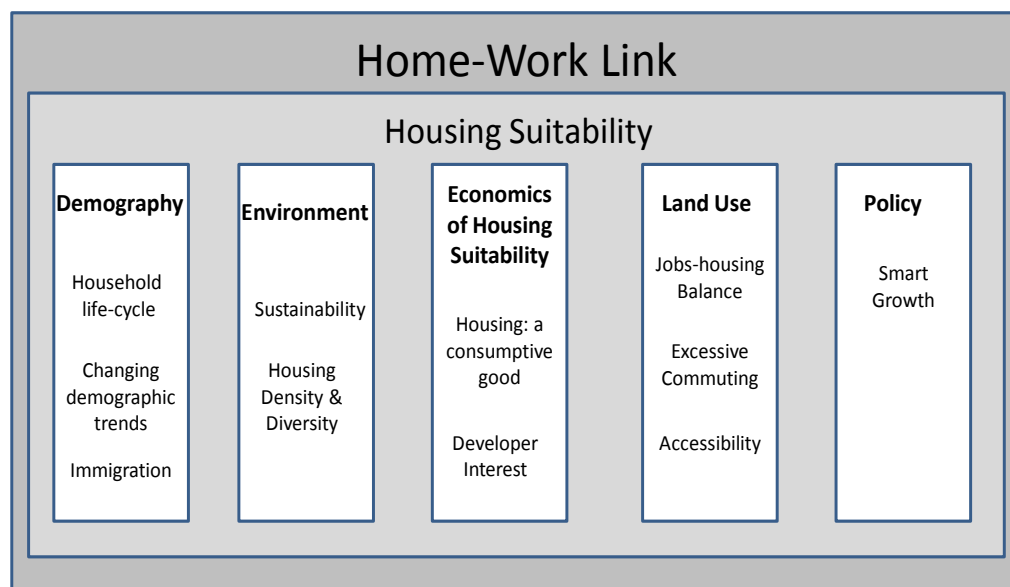 Home-Work Link
Housing Suitability
Demography
Household
life-cycle
Changing
demographic
trends
Immigration
Environment
Sustainability
Housing
Density &
Diversity
Economics
of Housing
Suitability
Housing: a
consumptive
good
Developer
Interest
Land Use
Jobs-housing
Balance
Excessive
Commuting
Accessibility
Policy
Smart
Growth